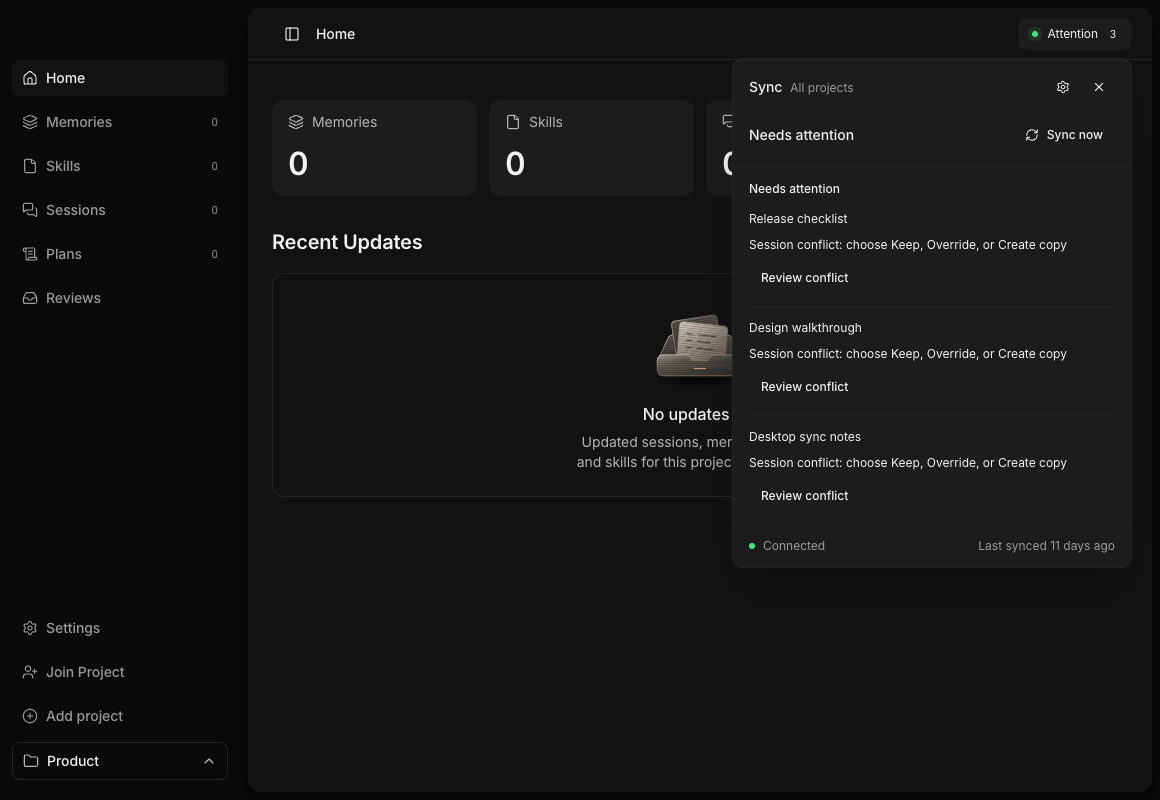 Home
Attention 3
Home
Memories 0
Skills 0
Sessions 0
Plans 0
Reviews
Settings
Join Project
Add project
Product
Memories
0
Skills
0
Recent Updates
No updates
Updated sessions,
and skills for this
Sync All projects
Needs attention
Sync now
Needs attention
Release checklist
Session conflict: choose Keep, Override, or Create copy
Review conflict
Design walkthrough
Session conflict: choose Keep, Override, or Create copy
Review conflict
Desktop sync notes
Session conflict: choose Keep, Override, or Create copy
Review conflict
Connected
Last synced 11 days ago